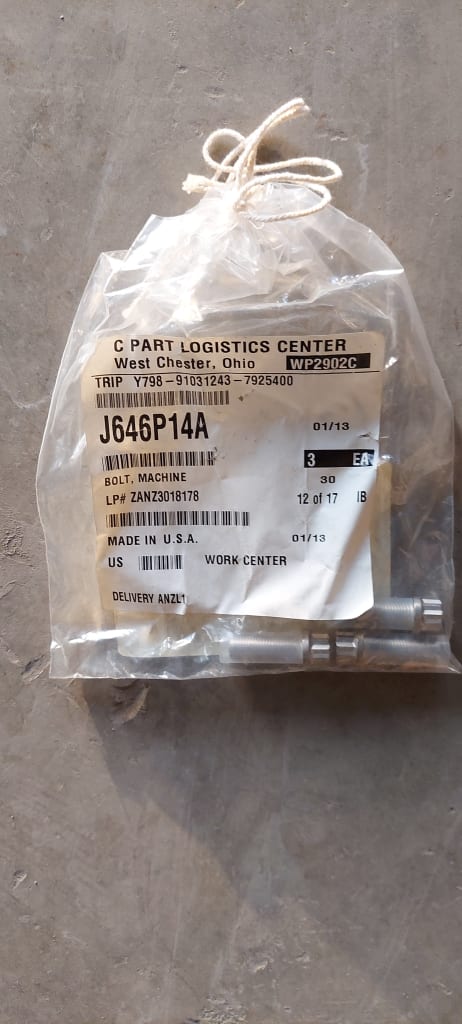 C PART LOGISTICS CENTER
West Chester, Ohio WP2902C
TRIP Y798-91031243-7925400
J646P14A 01/13
3 EA
BOLT, MACHINE 30
LP# ZANZ3018178 12 of 17 IB
MADE IN U.S.A. 01/13
US WORK CENTER
DELIVERY ANZL1